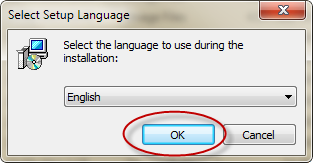 Select Setup Language
Select the language to use during the
installation:
English
OK
Cancel